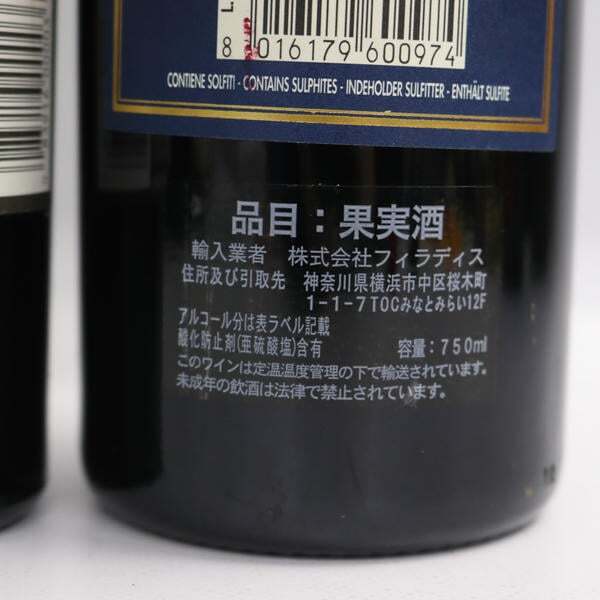 8 016179 600974
CONTIENE SOLFITI - CONTAINS SULPHITES - INDEHOLDER SULFITTER - ENTHÄLT SULFITE
品目：果実酒
輸入業者 株式会社フィラディス
住所及び引取先 神奈川県横浜市中区桜木町
1-1-7TOCみなとみらい12F
アルコール分は表ラベル記載
酸化防止剤(亜硫酸塩)含有 容量：750ml
このワインは定温温度管理の下で輸送されています。
未成年の飲酒は法律で禁止されています。